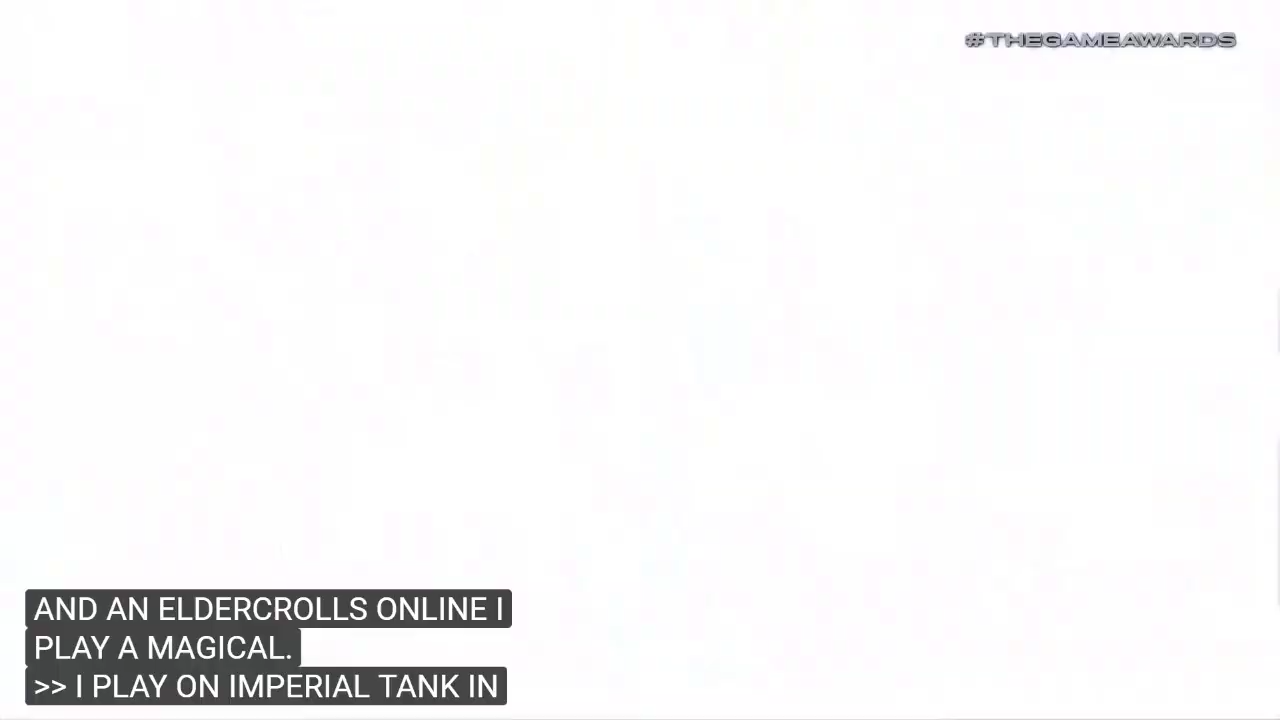 #THEGAMEAWARDS
AND AN ELDERCROLLS ONLINE I
PLAY A MAGICAL.
>> I PLAY ON IMPERIAL TANK IN